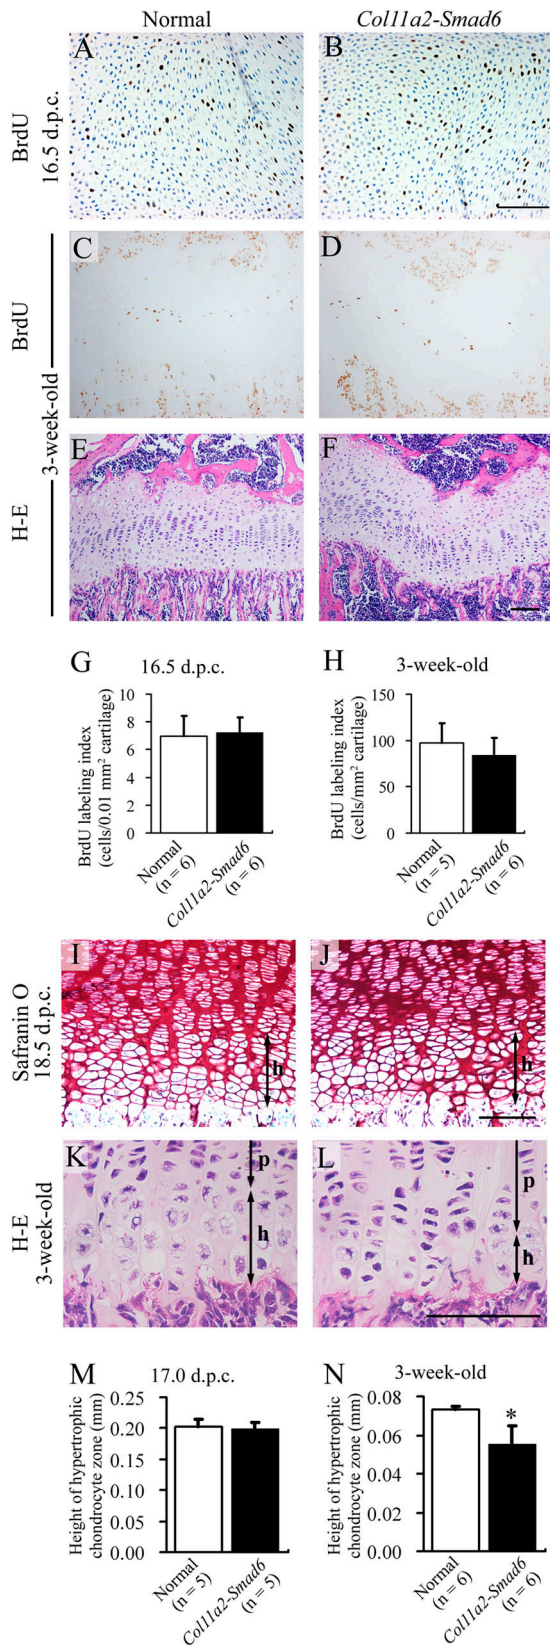 Normal
Col11a2-Smad6
A
B
BrdU
16.5 d.p.c.
C
D
BrdU
3-week-old
E
F
H-E
G
16.5 d.p.c.
BrdU labeling index
(cells/0.01 mm² cartilage)
10
8
6
4
2
0
Normal
(n = 6)
Col11a2-Smad6
(n = 6)
H
3-week-old
BrdU labeling index
(cells/mm² cartilage)
150
100
50
0
Normal
(n = 5)
Col11a2-Smad6
(n = 6)
I
J
Safranin O
18.5 d.p.c.
h
h
K
L
H-E
3-week-old
p
h
p
h
M
17.0 d.p.c.
Height of hypertrophic
chondrocyte zone (mm)
0.25
0.20
0.15
0.10
0.05
0.00
Normal
(n = 5)
Col11a2-Smad6
(n = 5)
N
3-week-old
Height of hypertrophic
chondrocyte zone (mm)
0.08
0.06
0.04
0.02
0.00
*
Normal
(n = 6)
Col11a2-Smad6
(n = 6)